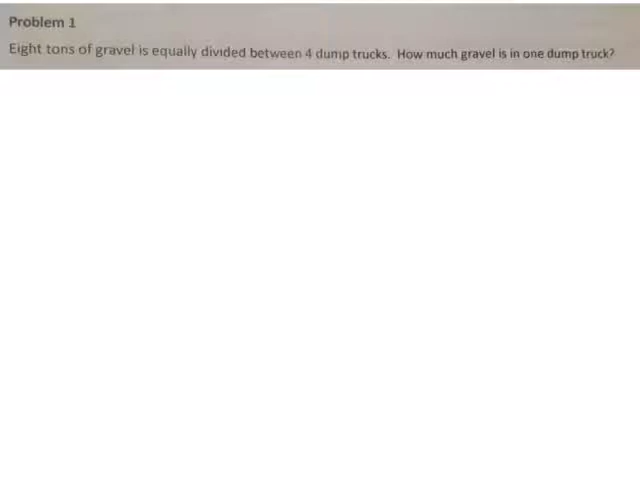 Problem 1
Eight tons of gravel is equally divided between 4 dump trucks. How much gravel is in one dump truck?